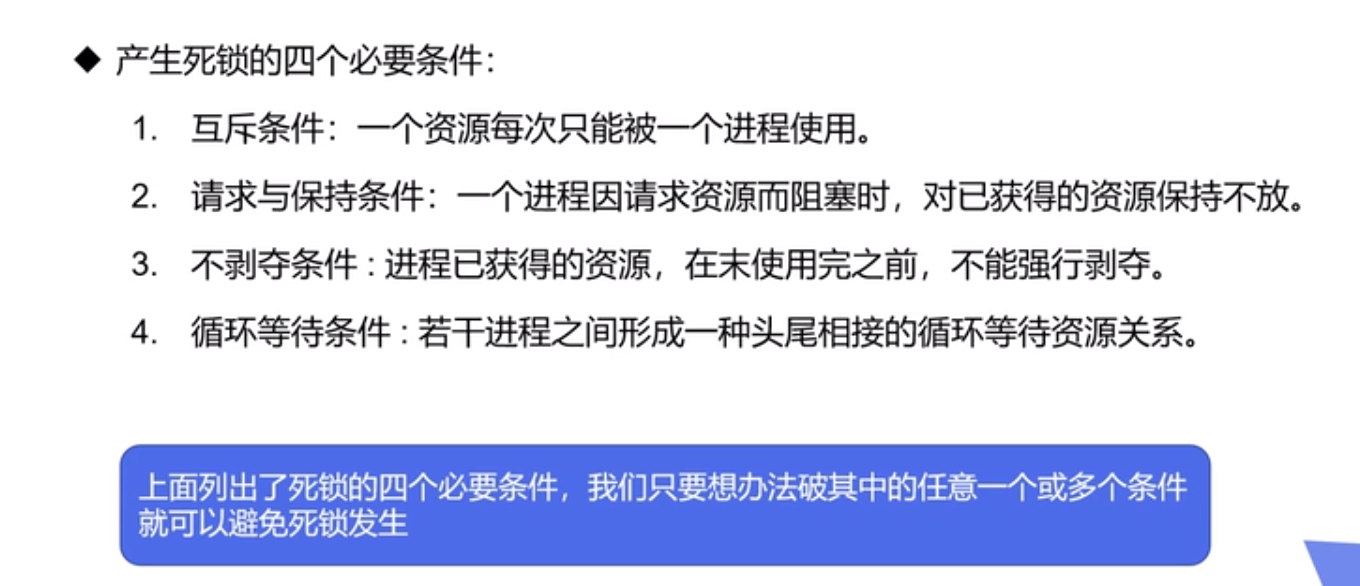 ◆ 产生死锁的四个必要条件：
1. 互斥条件：一个资源每次只能被一个进程使用。
2. 请求与保持条件：一个进程因请求资源而阻塞时，对已获得的资源保持不放。
3. 不剥夺条件 : 进程已获得的资源，在末使用完之前，不能强行剥夺。
4. 循环等待条件 : 若干进程之间形成一种头尾相接的循环等待资源关系。
上面列出了死锁的四个必要条件，我们只要想办法破其中的任意一个或多个条件
就可以避免死锁发生